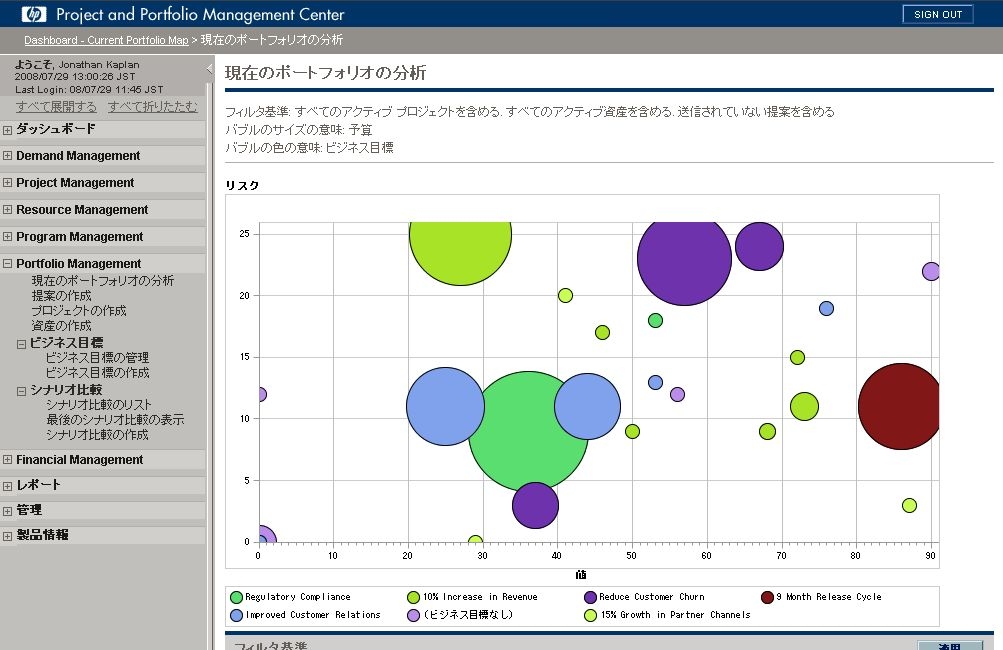 hp Project and Portfolio Management Center
SIGN OUT
Dashboard - Current Portfolio Map > 現在のポートフォリオの分析
ようこそ, Jonathan Kaplan
2008/07/29 13:00:26 JST
Last Login: 08/07/29 11:45 JST
すべて展開する すべて折りたたむ
ダッシュボード
Demand Management
Project Management
Resource Management
Program Management
Portfolio Management
現在のポートフォリオの分析
提案の作成
プロジェクトの作成
資産の作成
ビジネス目標
ビジネス目標の管理
ビジネス目標の作成
シナリオ比較
シナリオ比較のリスト
最後のシナリオ比較の表示
シナリオ比較の作成
Financial Management
レポート
管理
製品情報
現在のポートフォリオの分析
フィルタ基準: すべてのアクティブ プロジェクトを含める. すべてのアクティブ資産を含める. 送信されていない提案を含める
バブルのサイズの意味: 予算
バブルの色の意味: ビジネス目標
リスク
25
20
15
10
5
0
0 10 20 30 40 50 60 70 80 90
値
Regulatory Compliance 10% Increase in Revenue Reduce Customer Churn 9 Month Release Cycle
Improved Customer Relations (ビジネス目標なし) 15% Growth in Partner Channels
フィルタ基準
適用